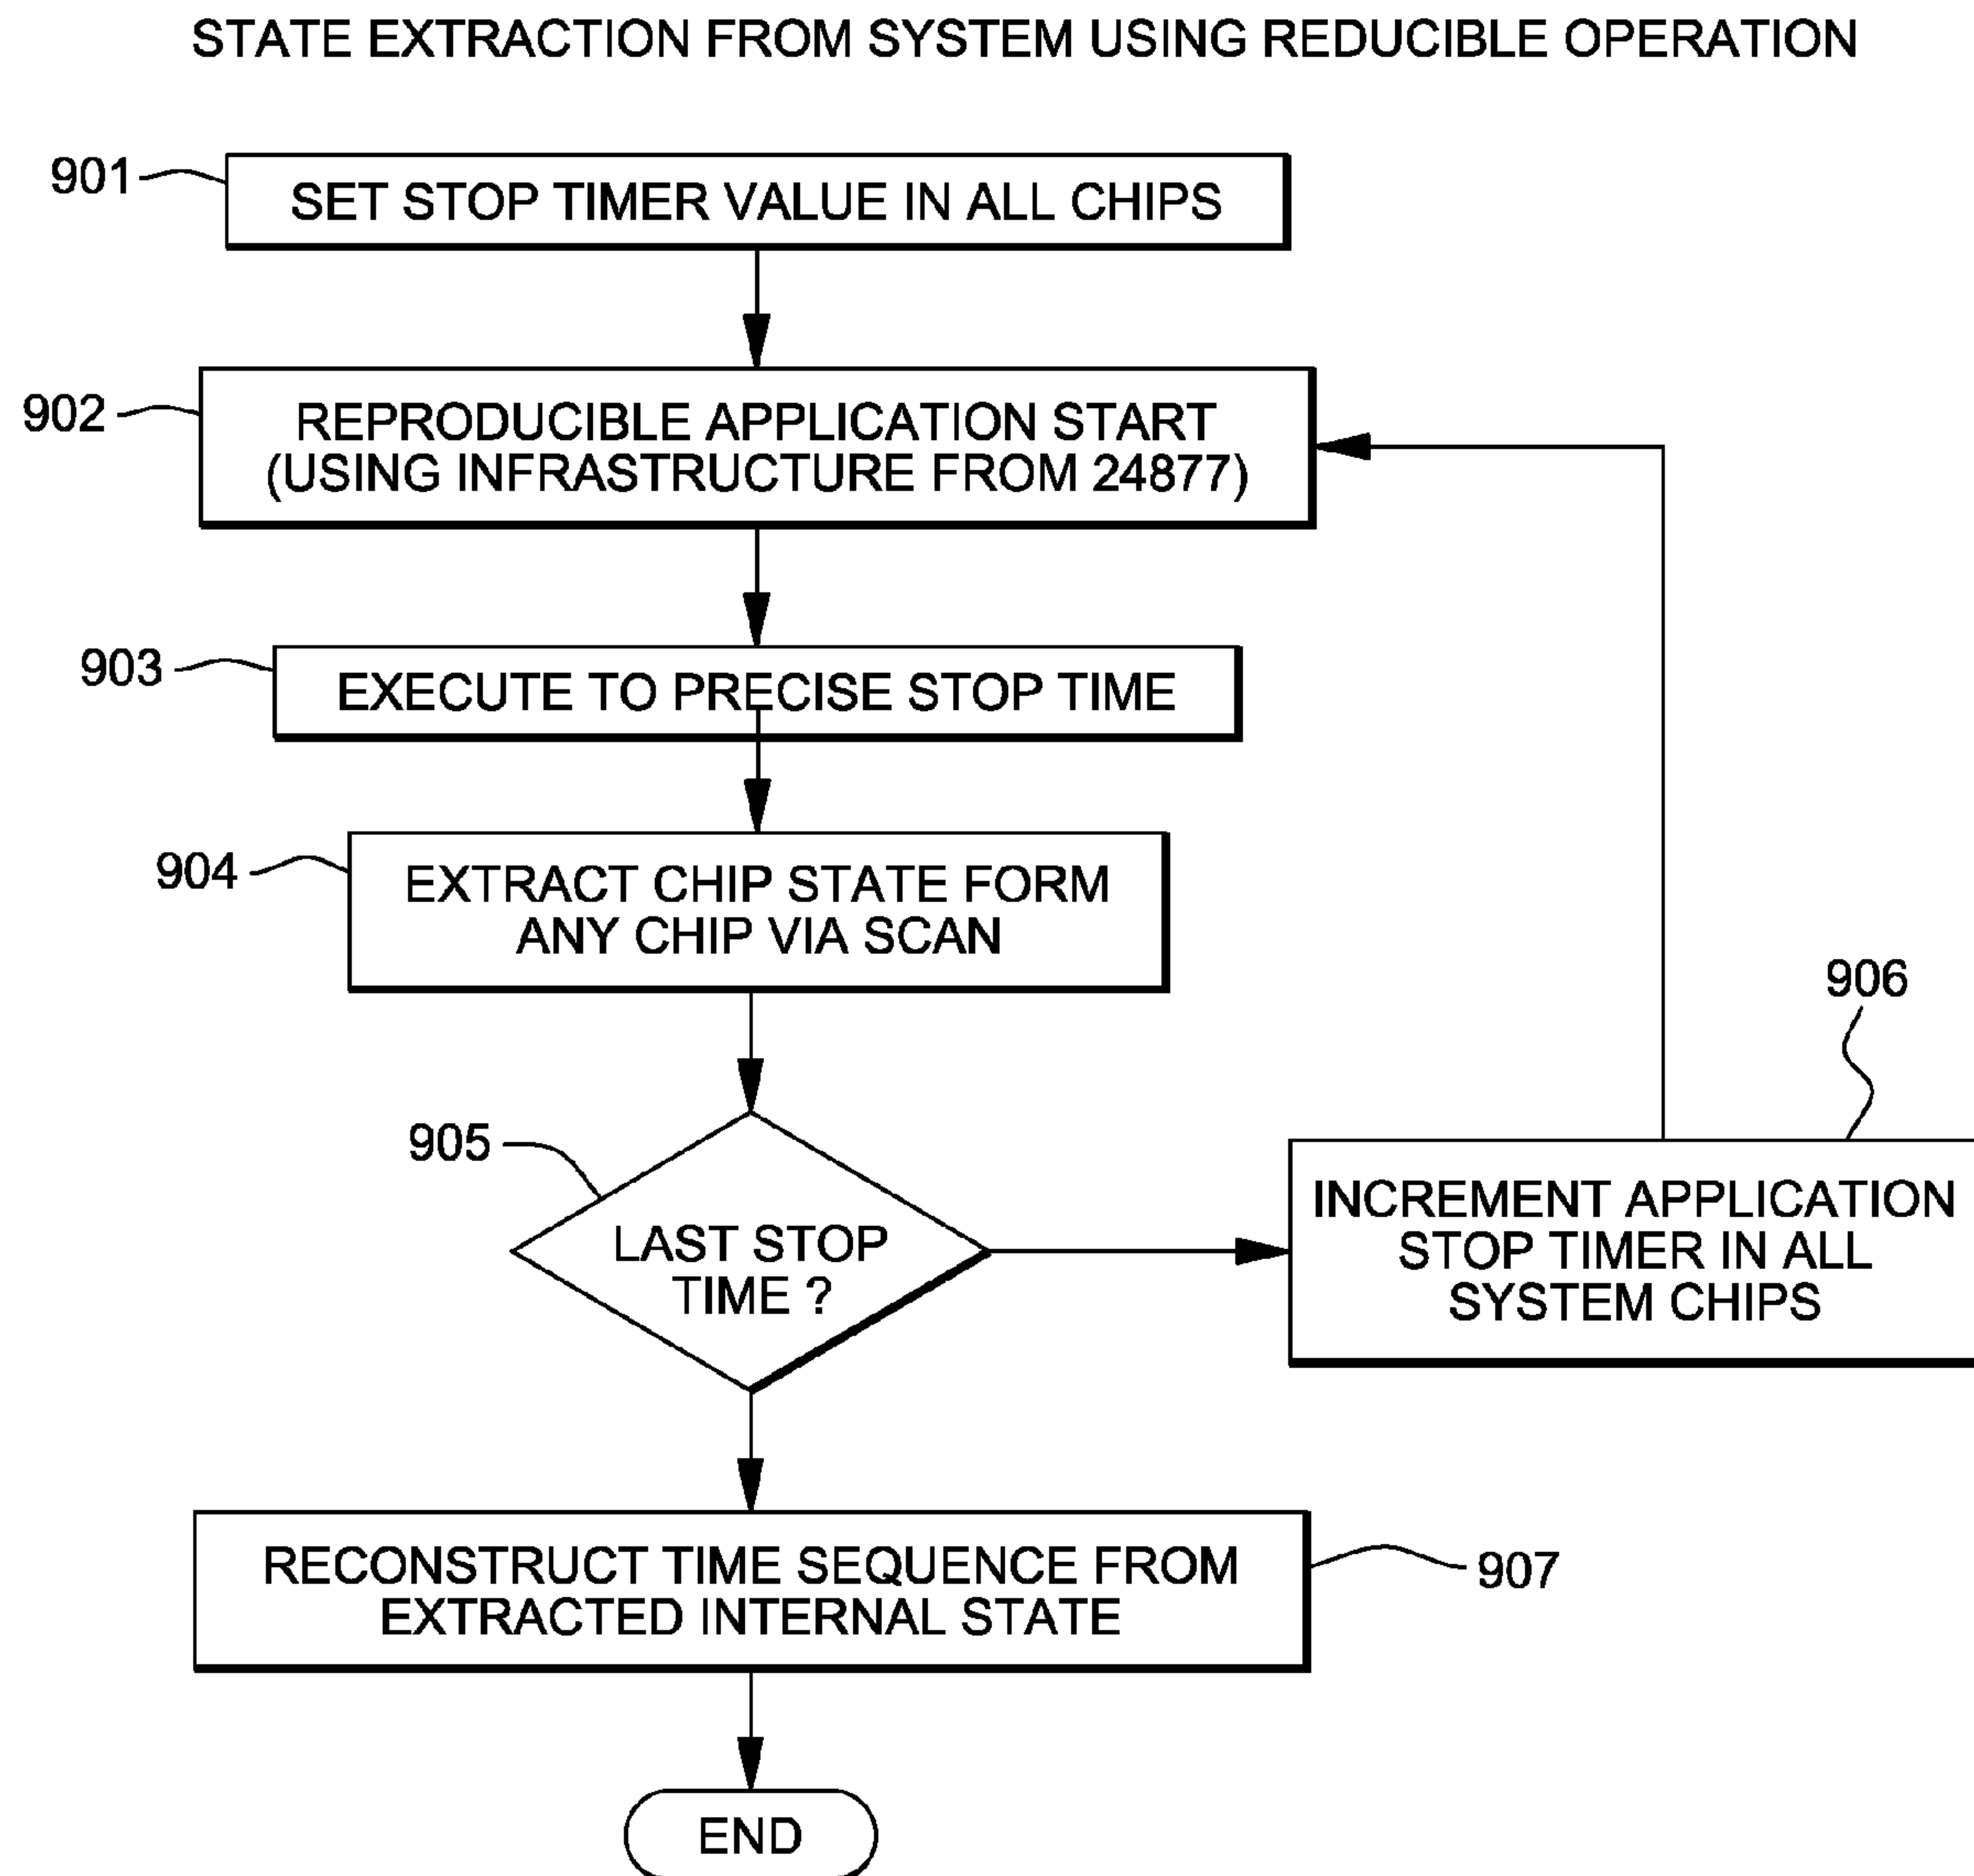 STATE EXTRACTION FROM SYSTEM USING REDUCIBLE OPERATION
901
SET STOP TIMER VALUE IN ALL CHIPS
902
REPRODUCIBLE APPLICATION START
(USING INFRASTRUCTURE FROM 24877)
903
EXECUTE TO PRECISE STOP TIME
904
EXTRACT CHIP STATE FORM
ANY CHIP VIA SCAN
905
LAST STOP
TIME ?
906
INCREMENT APPLICATION
STOP TIMER IN ALL
SYSTEM CHIPS
RECONSTRUCT TIME SEQUENCE FROM
EXTRACTED INTERNAL STATE
907
END